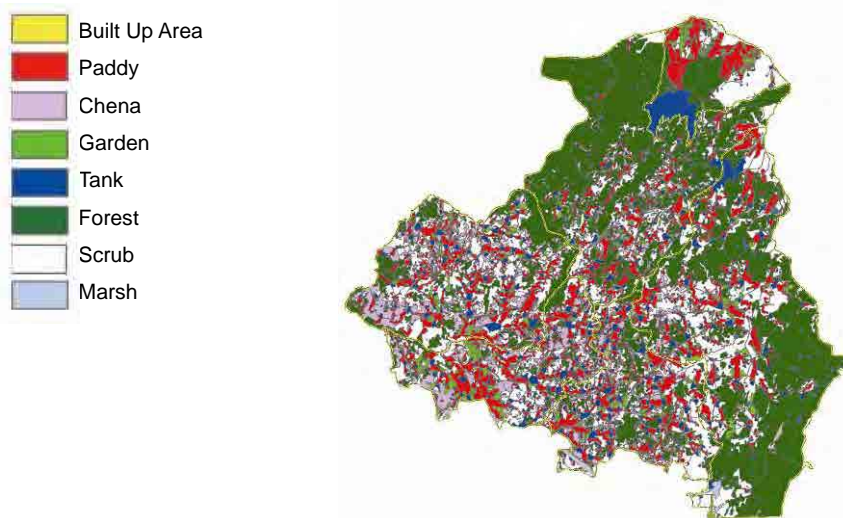 Built Up Area
Paddy
Chena
Garden
Tank
Forest
Scrub
Marsh